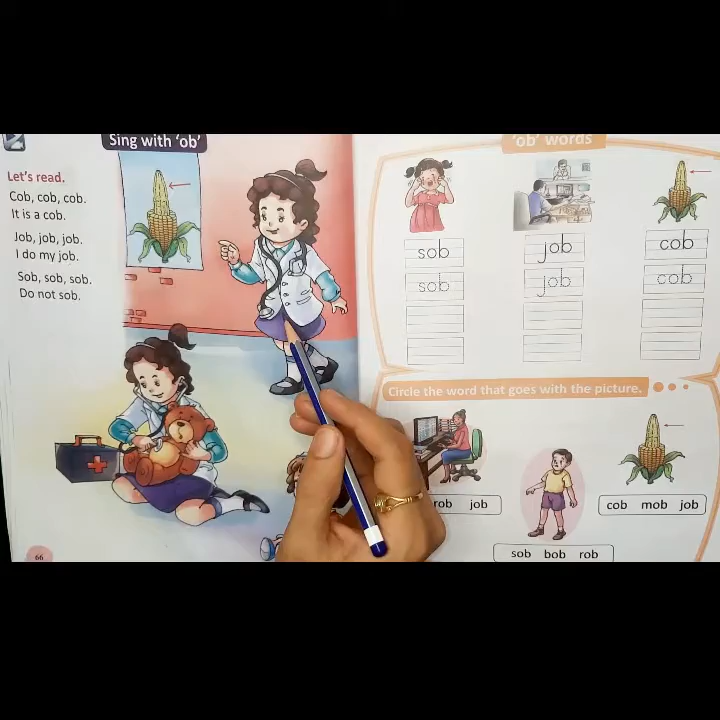 Sing with 'ob'
Let's read.
Cob, cob, cob.
It is a cob.
Job, job, job.
I do my job.
Sob, sob, sob.
Do not sob.
66
'ob' words
sob job cob
sob job cob
Circle the word that goes with the picture.
rob job
sob bob rob
cob mob job